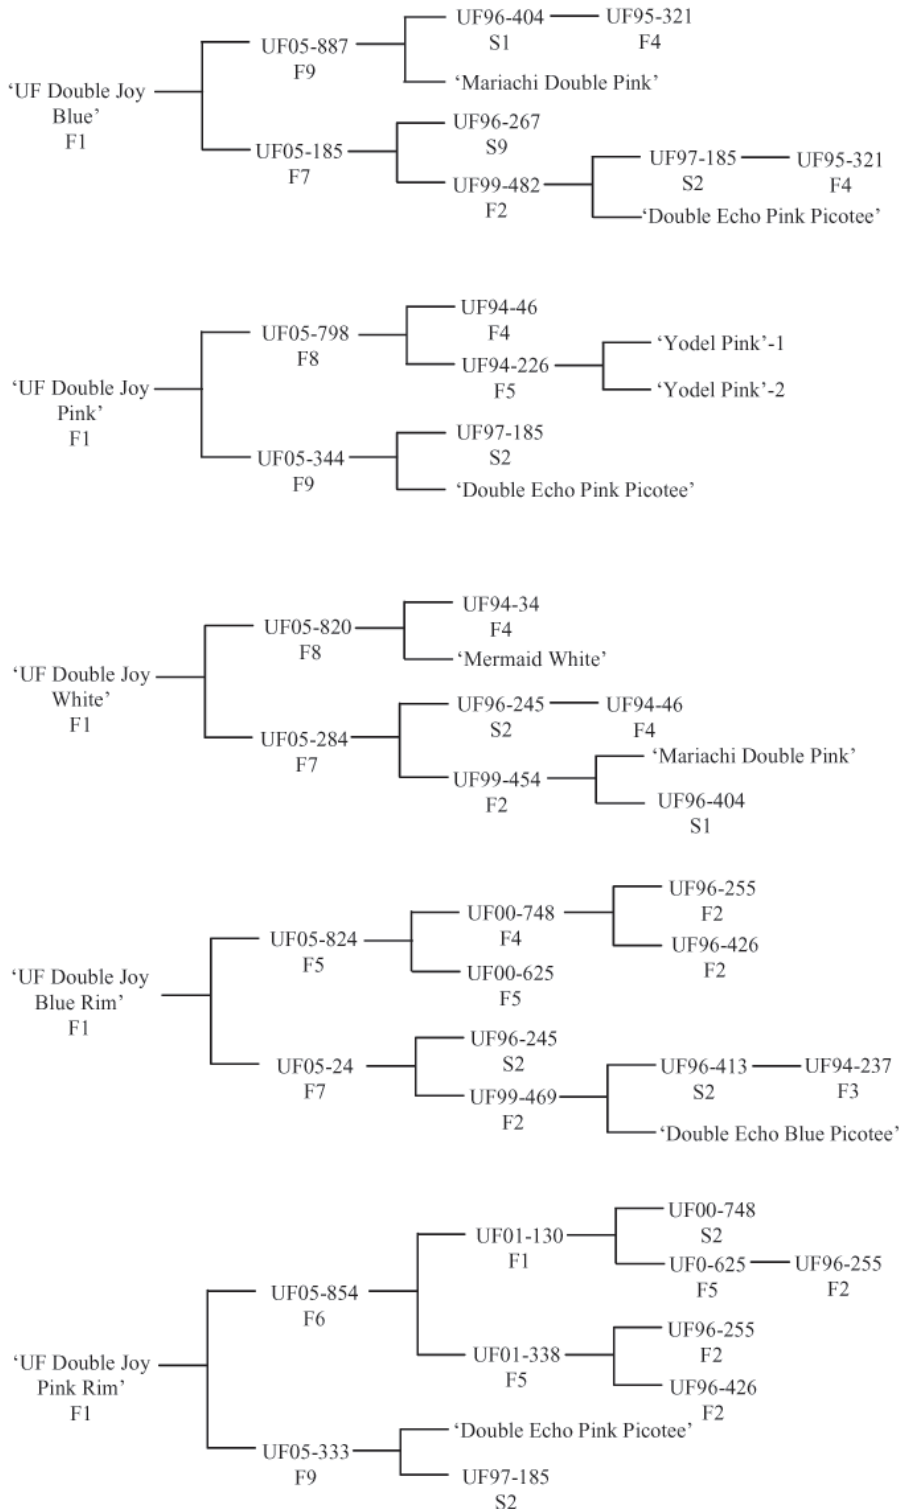 UF96-404
UF95-321
UF05-887
S1
F4
F9
‘Mariachi Double Pink’
‘UF Double Joy
Blue’
F1
UF96-267
S9
UF05-185
F7
UF97-185
UF95-321
UF99-482
S2
F4
F2
‘Double Echo Pink Picotee’
UF94-46
F4
UF05-798
F8
‘Yodel Pink’-1
UF94-226
F5
‘UF Double Joy
Pink’
F1
‘Yodel Pink’-2
UF97-185
S2
UF05-344
F9
‘Double Echo Pink Picotee’
UF94-34
F4
UF05-820
F8
‘Mermaid White’
‘UF Double Joy
White’
F1
UF96-245
UF94-46
S2
F4
UF05-284
F7
‘Mariachi Double Pink’
UF99-454
F2
UF96-404
S1
UF96-255
F2
UF00-748
F4
UF05-824
F5
UF96-426
F2
UF00-625
F5
‘UF Double Joy
Blue Rim’
F1
UF96-245
S2
UF05-24
F7
UF96-413
UF94-237
S2
F3
UF99-469
F2
‘Double Echo Blue Picotee’
UF00-748
S2
UF01-130
F1
UF0-625
UF96-255
F5
F2
UF05-854
F6
UF96-255
F2
UF01-338
F5
‘UF Double Joy
Pink Rim’
F1
UF96-426
F2
‘Double Echo Pink Picotee’
UF05-333
F9
UF97-185
S2